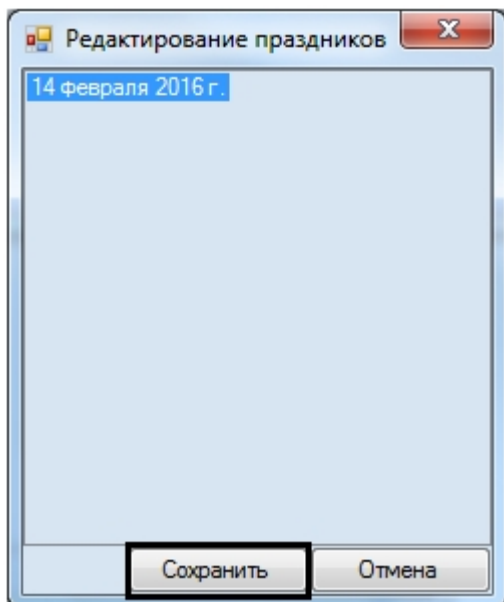 Редактирование праздников
14 февраля 2016 г.
Сохранить
Отмена